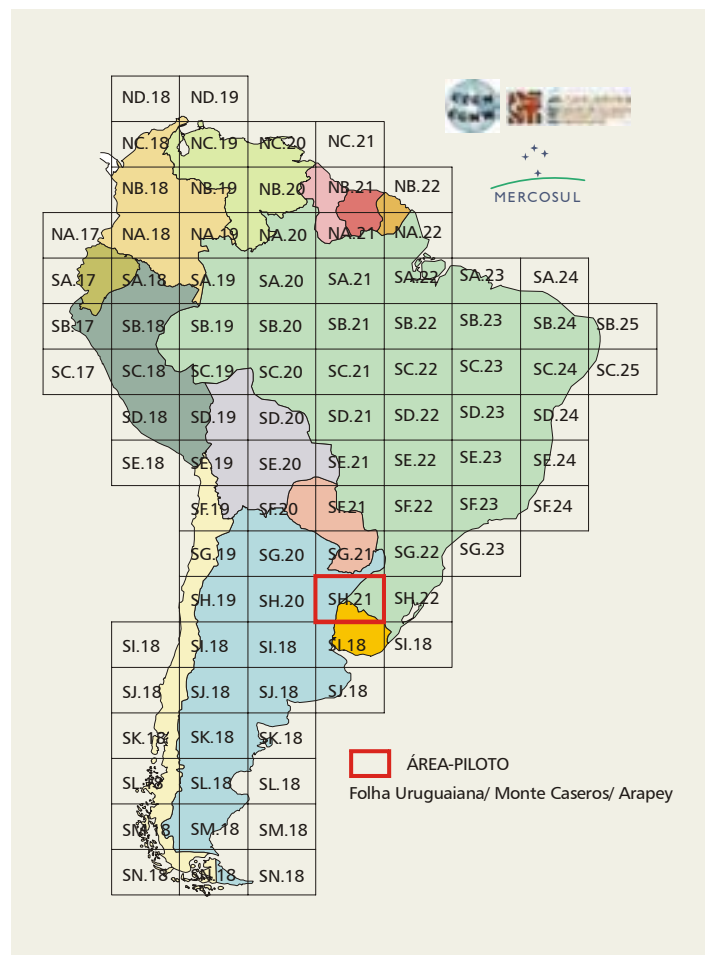 ND.18 ND.19
NC.18 NC.19 NC.20 NC.21
NB.18 NB.19 NB.20 NB.21 NB.22
MERCOSUL
NA.17 NA.18 NA.19 NA.20 NA.21 NA.22
SA.17 SA.18 SA.19 SA.20 SA.21 SA.22 SA.23 SA.24
SB.17 SB.18 SB.19 SB.20 SB.21 SB.22 SB.23 SB.24 SB.25
SC.17 SC.18 SC.19 SC.20 SC.21 SC.22 SC.23 SC.24 SC.25
SD.18 SD.19 SD.20 SD.21 SD.22 SD.23 SD.24
SE.18 SE.19 SE.20 SE.21 SE.22 SE.23 SE.24
SF.19 SF.20 SF.21 SF.22 SF.23 SF.24
SG.19 SG.20 SG.21 SG.22 SG.23
SH.19 SH.20 SH.21 SH.22
SI.18 SI.18 SI.18 SI.18 SI.18
SJ.18 SJ.18 SJ.18 SJ.18
SK.18 SK.18 SK.18
ÁREA-PILOTO
SL.18 SL.18 SL.18
Folha Uruguaiana/ Monte Caseros/ Arapey
SM.18 SM.18 SM.18
SN.18 SN.18 SN.18